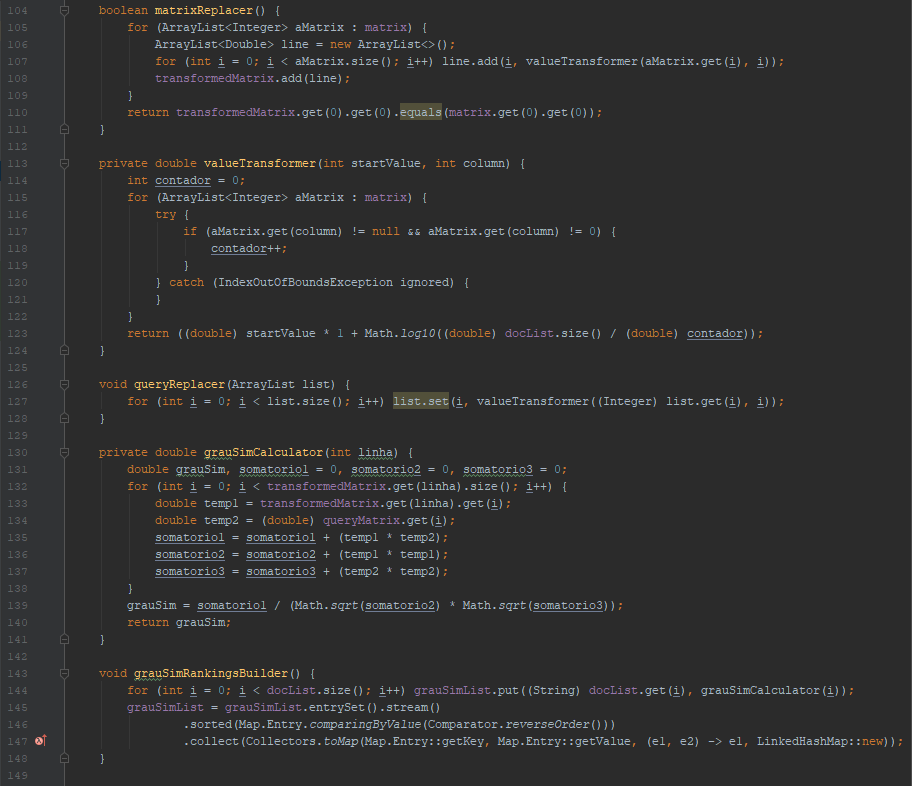 104 boolean matrixReplacer() {
105 for (ArrayList<Integer> aMatrix : matrix) {
106 ArrayList<Double> line = new ArrayList<>();
107 for (int i = 0; i < aMatrix.size(); i++) line.add(i, valueTransformer(aMatrix.get(i), i));
108 transformedMatrix.add(line);
109 }
110 return transformedMatrix.get(0).get(0).equals(matrix.get(0).get(0));
111 }
112
113 private double valueTransformer(int startValue, int column) {
114 int contador = 0;
115 for (ArrayList<Integer> aMatrix : matrix) {
116 try {
117 if (aMatrix.get(column) != null && aMatrix.get(column) != 0) {
118 contador++;
119 }
120 } catch (IndexOutOfBoundsException ignored) {
121 }
122 }
123 return ((double) startValue * 1 + Math.log10((double) docList.size() / (double) contador));
124 }
125
126 void queryReplacer(ArrayList list) {
127 for (int i = 0; i < list.size(); i++) list.set(i, valueTransformer((Integer) list.get(i), i));
128 }
129
130 private double grauSimCalculator(int linha) {
131 double grauSim, somatorio1 = 0, somatorio2 = 0, somatorio3 = 0;
132 for (int i = 0; i < transformedMatrix.get(linha).size(); i++) {
133 double temp1 = transformedMatrix.get(linha).get(i);
134 double temp2 = (double) queryMatrix.get(i);
135 somatorio1 = somatorio1 + (temp1 * temp2);
136 somatorio2 = somatorio2 + (temp1 * temp1);
137 somatorio3 = somatorio3 + (temp2 * temp2);
138 }
139 grauSim = somatorio1 / (Math.sqrt(somatorio2) * Math.sqrt(somatorio3));
140 return grauSim;
141 }
142
143 void grauSimRankingsBuilder() {
144 for (int i = 0; i < docList.size(); i++) grauSimList.put((String) docList.get(i), grauSimCalculator(i));
145 grauSimList = grauSimList.entrySet().stream()
146 .sorted(Map.Entry.comparingByValue(Comparator.reverseOrder()))
147 .collect(Collectors.toMap(Map.Entry::getKey, Map.Entry::getValue, (e1, e2) -> e1, LinkedHashMap::new));
148 }
149